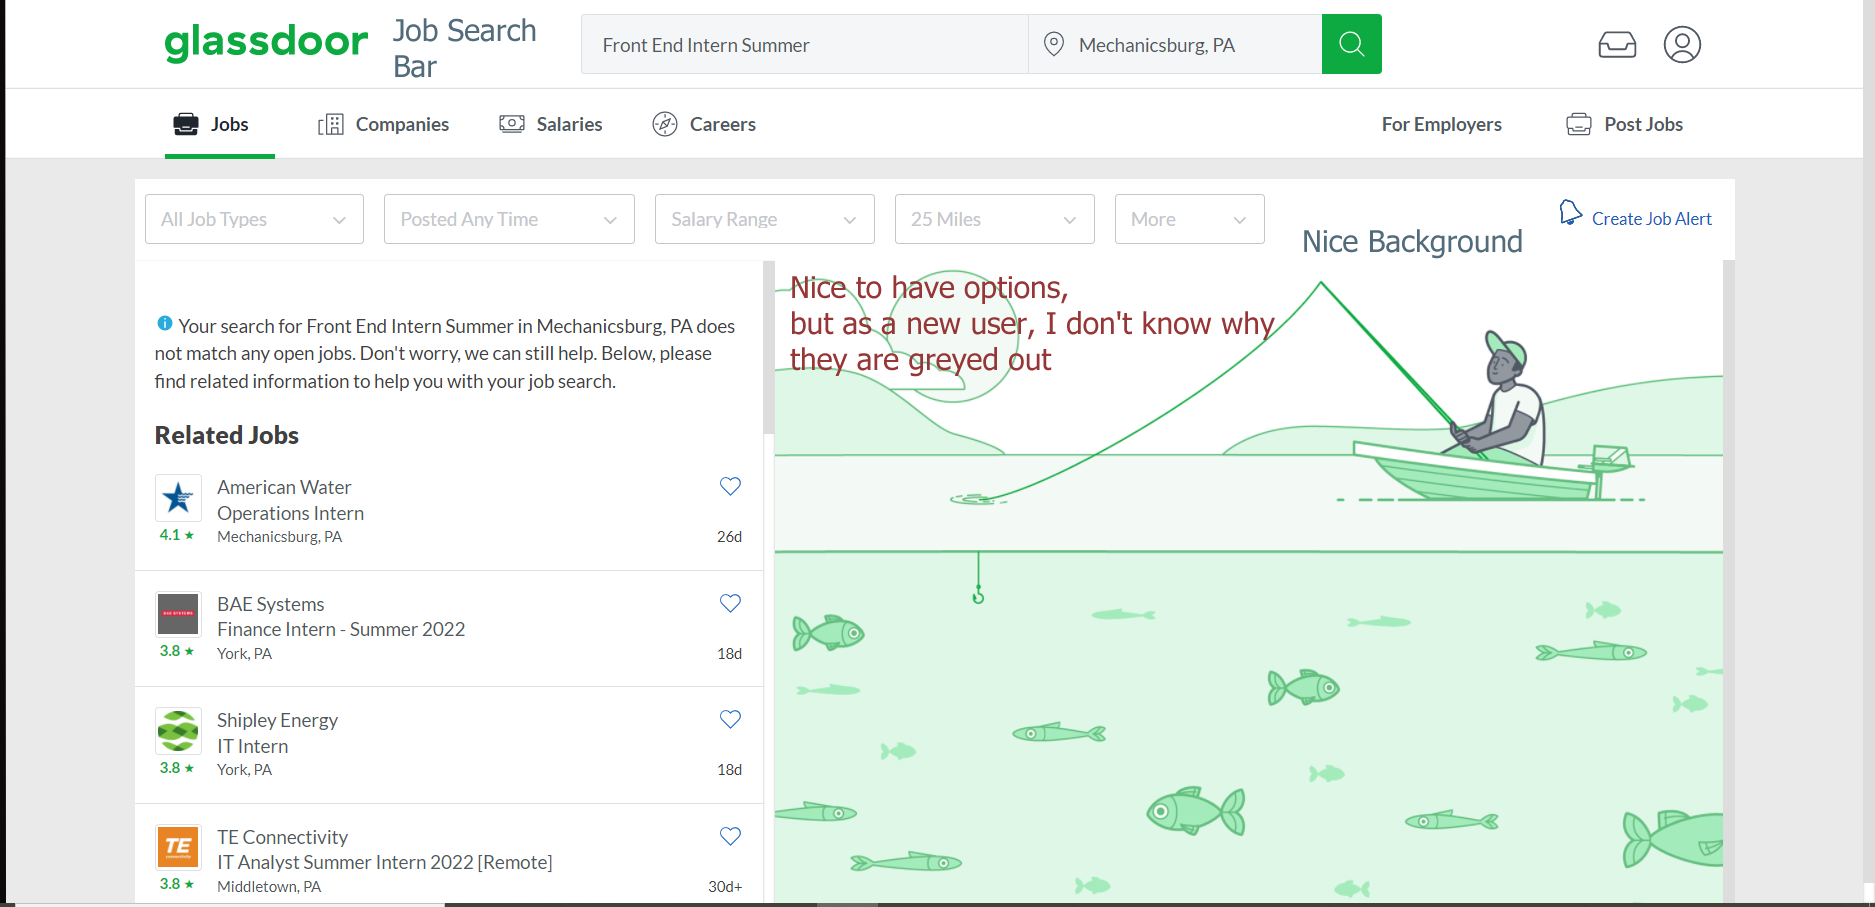 glassdoor
Job Search
Bar
Front End Intern Summer
Mechanicsburg, PA
Jobs
Companies
Salaries
Careers
For Employers
Post Jobs
All Job Types
Posted Any Time
Salary Range
25 Miles
More
Nice Background
Create Job Alert
Nice to have options,
but as a new user, I don't know why
they are greyed out
Your search for Front End Intern Summer in Mechanicsburg, PA does
not match any open jobs. Don't worry, we can still help. Below, please
find related information to help you with your job search.
Related Jobs
American Water
Operations Intern
4.1 ★ Mechanicsburg, PA 26d
BAE SYSTEMS
BAE Systems
Finance Intern - Summer 2022
3.8 ★ York, PA 18d
Shipley Energy
IT Intern
3.8 ★ York, PA 18d
TE
TE Connectivity
IT Analyst Summer Intern 2022 [Remote]
3.8 ★ Middletown, PA 30d+